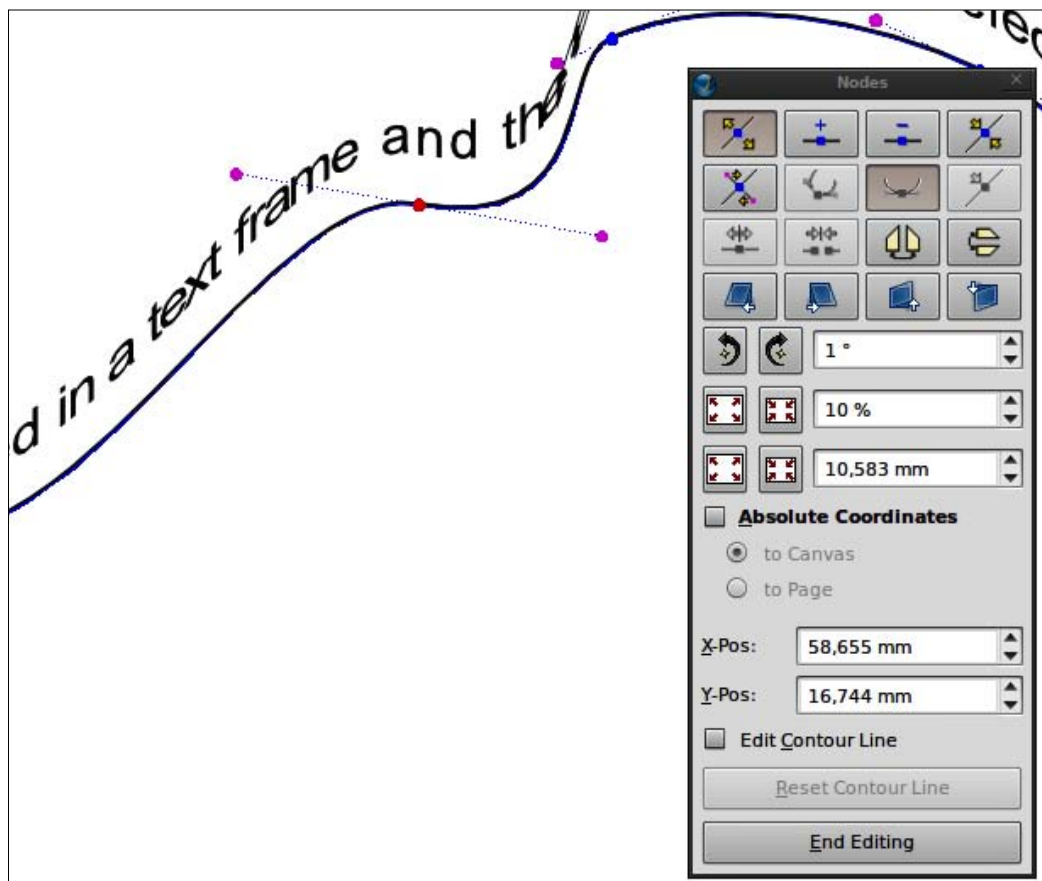 d in a text frame and the
Nodes
1 °
10 %
10,583 mm
Absolute Coordinates
to Canvas
to Page
X-Pos: 58,655 mm
Y-Pos: 16,744 mm
Edit Contour Line
Reset Contour Line
End Editing